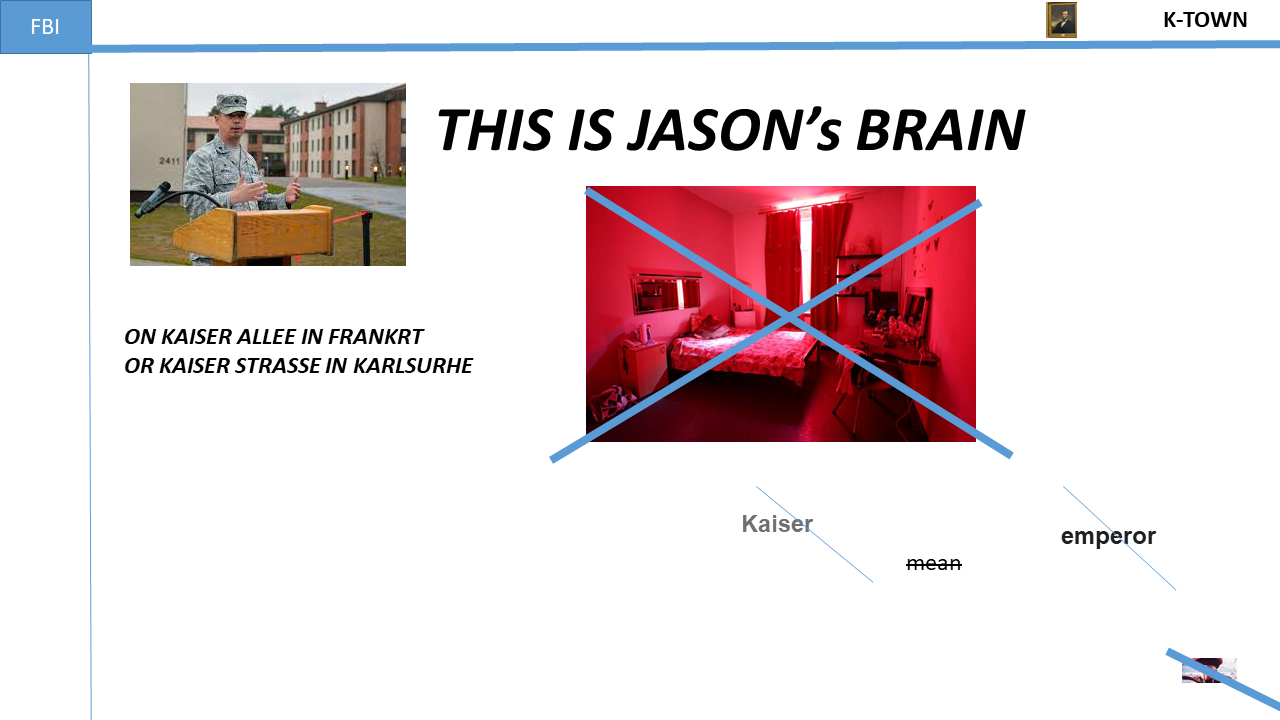 FBI
K-TOWN
THIS IS JASON’s BRAIN
2411
ON KAISER ALLEE IN FRANKRT
OR KAISER STRASSE IN KARLSURHE
Kaiser
emperor
mean